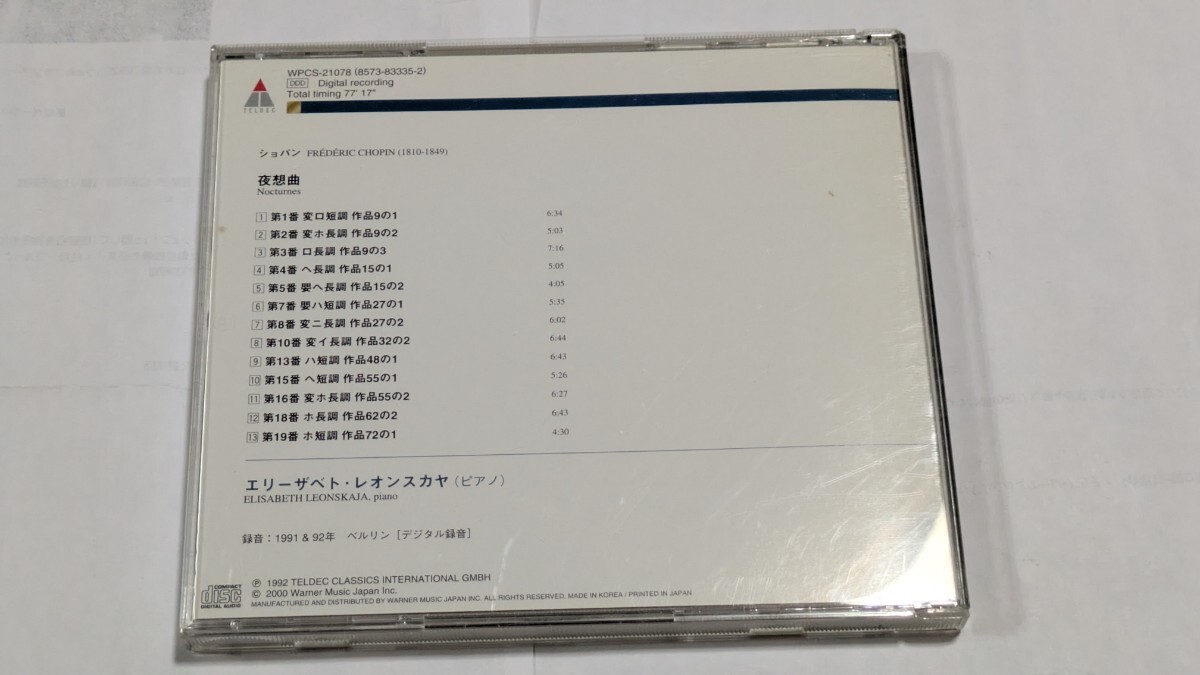 WPCS-21078 (8573-83335-2)
DDD Digital recording
Total timing 77' 17"
TELDEC
ショパン FRÉDÉRIC CHOPIN (1810-1849)
夜想曲
Nocturnes
1 第1番 変ロ短調 作品9の1 6:34
2 第2番 変ホ長調 作品9の2 5:03
3 第3番 ロ長調 作品9の3 7:16
4 第4番 ヘ長調 作品15の1 5:05
5 第5番 嬰ヘ長調 作品15の2 4:05
6 第7番 嬰ハ短調 作品27の1 5:35
7 第8番 変ニ長調 作品27の2 6:02
8 第10番 変イ長調 作品32の2 6:44
9 第13番 ハ短調 作品48の1 6:43
10 第15番 ヘ短調 作品55の1 5:26
11 第16番 変ホ長調 作品55の2 6:27
12 第18番 ホ長調 作品62の2 6:43
13 第19番 ホ短調 作品72の1 4:30
エリーザベト・レオンスカヤ（ピアノ）
ELISABETH LEONSKAJA, piano
録音：1991 & 92年 ベルリン［デジタル録音］
COMPACT
disc
DIGITAL AUDIO
℗ 1992 TELDEC CLASSICS INTERNATIONAL GMBH
© 2000 Warner Music Japan Inc.
MANUFACTURED AND DISTRIBUTED BY WARNER MUSIC JAPAN INC. ALL RIGHTS RESERVED. MADE IN KOREA / PRINTED IN JAPAN